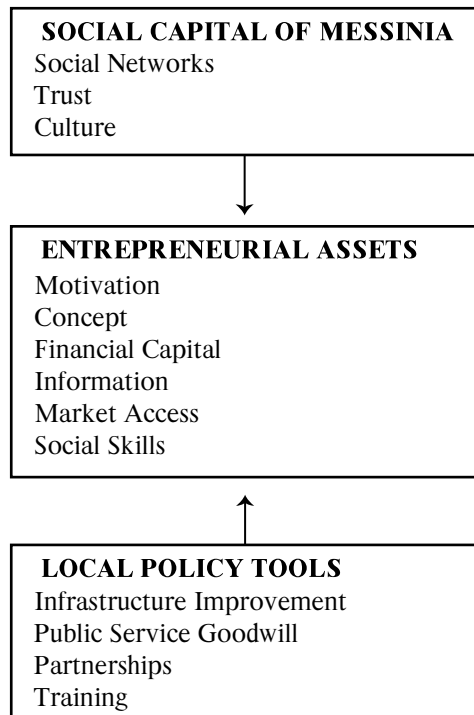 SOCIAL CAPITAL OF MESSINIA
Social Networks
Trust
Culture
ENTREPRENEURIAL ASSETS
Motivation
Concept
Financial Capital
Information
Market Access
Social Skills
LOCAL POLICY TOOLS
Infrastructure Improvement
Public Service Goodwill
Partnerships
Training